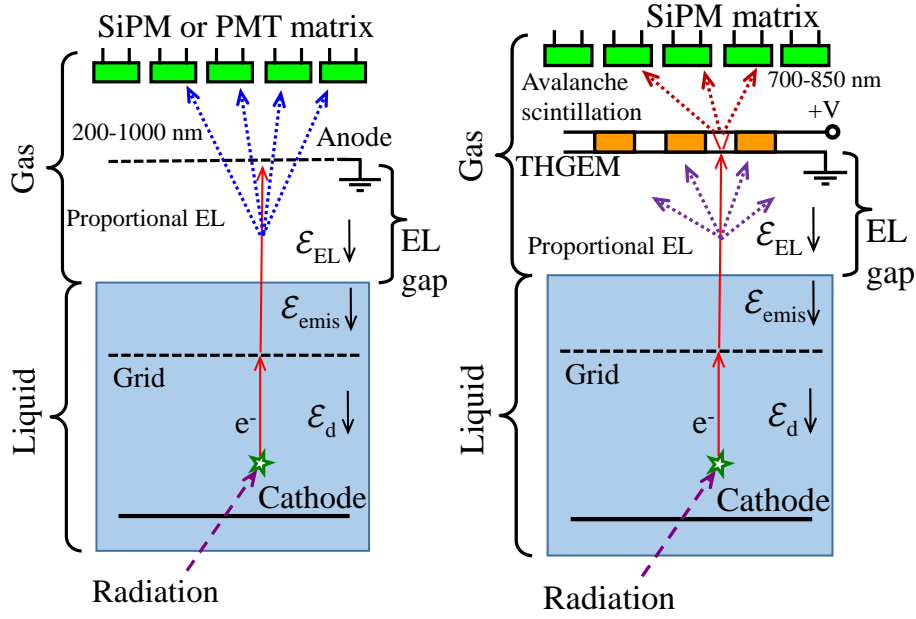 SiPM or PMT matrix
Gas
200-1000 nm
Anode
Proportional EL
ℰEL
EL
gap
Liquid
ℰemis
Grid
e-
ℰd
Cathode
Radiation
SiPM matrix
Gas
Avalanche
scintillation
700-850 nm
+V
THGEM
Proportional EL
ℰEL
EL
gap
Liquid
ℰemis
Grid
e-
ℰd
Cathode
Radiation